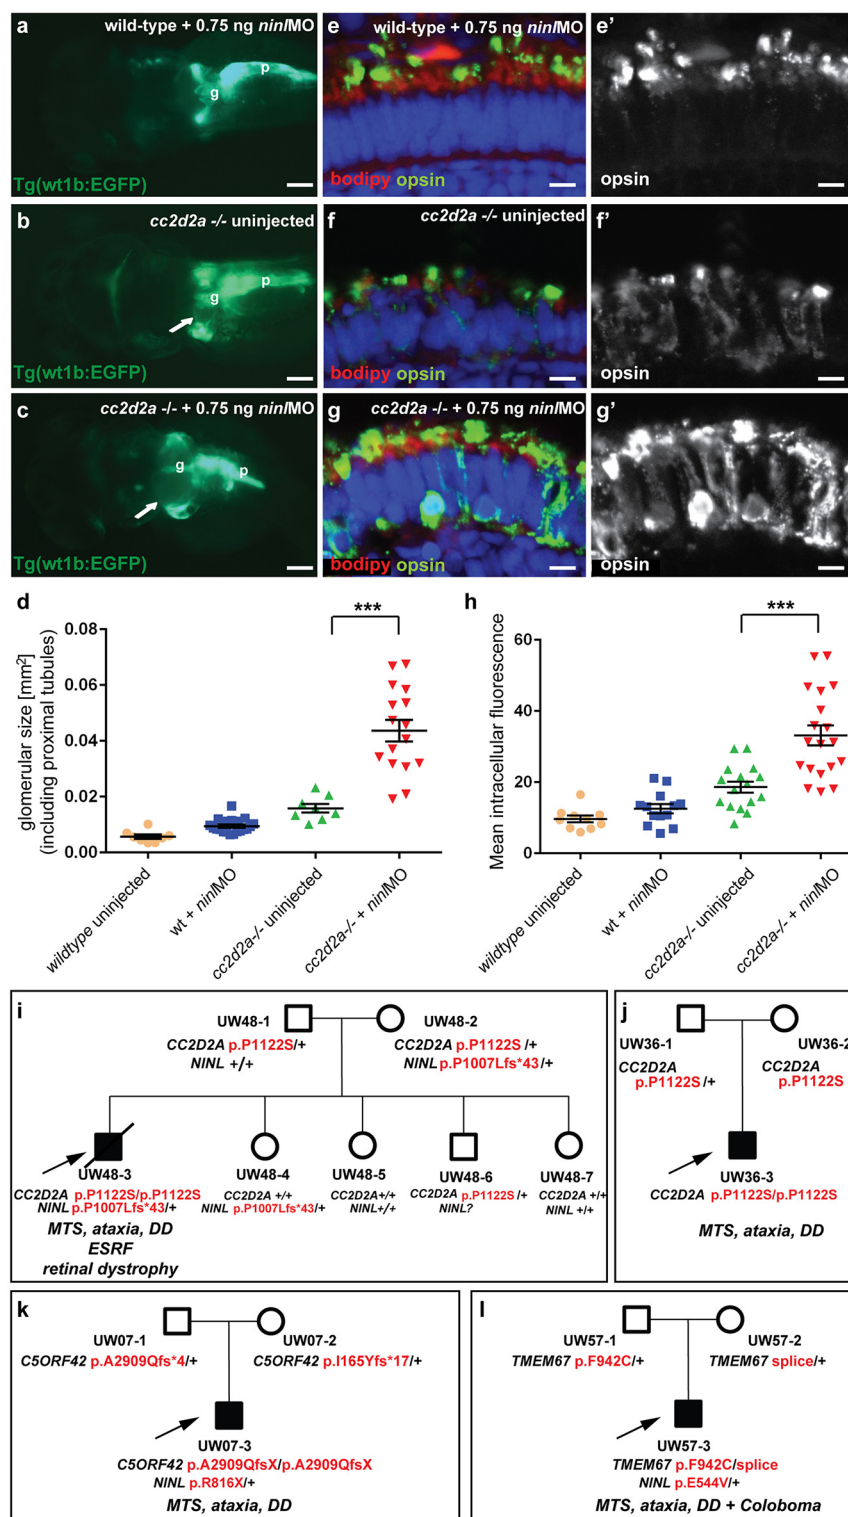 a wild-type + 0.75 ng ninlMO
g p
Tg(wt1b:EGFP)
e wild-type + 0.75 ng ninlMO
bodipy opsin
e’
opsin
b cc2d2a -/- uninjected
g p
Tg(wt1b:EGFP)
f cc2d2a -/- uninjected
bodipy opsin
f’
opsin
c cc2d2a -/- + 0.75 ng ninlMO
g p
Tg(wt1b:EGFP)
g cc2d2a -/- + 0.75 ng ninlMO
bodipy opsin
g’
opsin
d
***
glomerular size [mm²]
(including proximal tubules)
0.08
0.06
0.04
0.02
0.00
wildtype uninjected
wt + ninlMO
cc2d2a-/- uninjected
cc2d2a-/- + ninlMO
h
***
Mean intracellular fluorescence
60
40
20
0
wildtype uninjected
wt + ninlMO
cc2d2a-/- uninjected
cc2d2a-/- + ninlMO
i
UW48-1
CC2D2A p.P1122S/+
NINL +/+
UW48-2
CC2D2A p.P1122S /+
NINL p.P1007Lfs*43/+
UW48-3
CC2D2A p.P1122S/p.P1122S
NINL p.P1007Lfs*43/+
MTS, ataxia, DD
ESRF
retinal dystrophy
UW48-4
CC2D2A +/+
NINL p.P1007Lfs*43/+
UW48-5
CC2D2A+/+
NINL+/+
UW48-6
CC2D2A p.P1122S /+
NINL?
UW48-7
CC2D2A +/+
NINL +/+
j
UW36-1
CC2D2A
p.P1122S/+
UW36-2
CC2D2A
p.P1122S
UW36-3
CC2D2A p.P1122S/p.P1122S
MTS, ataxia, DD
k
UW07-1
C5ORF42 p.A2909Qfs*4/+
UW07-2
C5ORF42 p.I165Yfs*17/+
UW07-3
C5ORF42 p.A2909QfsX/p.A2909QfsX
NINL p.R816X/+
MTS, ataxia, DD
l
UW57-1
TMEM67 p.F942C/+
UW57-2
TMEM67 splice/+
UW57-3
TMEM67 p.F942C/splice
NINL p.E544V/+
MTS, ataxia, DD + Coloboma